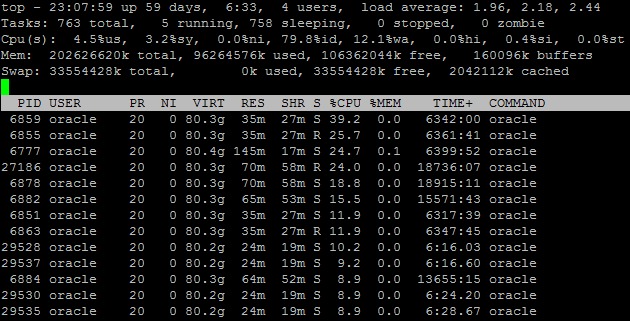 top - 23:07:59 up 59 days,  6:33,  4 users,  load average: 1.96, 2.18, 2.44
Tasks: 763 total,   5 running, 758 sleeping,   0 stopped,   0 zombie
Cpu(s):  4.5%us,  3.2%sy,  0.0%ni, 79.8%id, 12.1%wa,  0.0%hi,  0.4%si,  0.0%st
Mem:  202626620k total, 96264576k used, 106362044k free,   160096k buffers
Swap: 33554428k total,        0k used, 33554428k free,  2042112k cached
PID USER      PR  NI  VIRT  RES  SHR S %CPU %MEM    TIME+  COMMAND
6859 oracle    20   0 80.3g  35m  27m S 39.2  0.0   6342:00 oracle
6855 oracle    20   0 80.3g  35m  27m R 25.7  0.0   6361:41 oracle
6777 oracle    20   0 80.4g 145m  17m S 24.7  0.1   6399:52 oracle
27186 oracle    20   0 80.3g  70m  58m R 24.0  0.0  18736:07 oracle
6878 oracle    20   0 80.3g  70m  58m S 18.8  0.0  18915:11 oracle
6882 oracle    20   0 80.3g  65m  53m S 15.5  0.0  15571:43 oracle
6851 oracle    20   0 80.3g  35m  27m S 11.9  0.0   6317:39 oracle
6863 oracle    20   0 80.3g  35m  27m R 11.9  0.0   6347:45 oracle
29528 oracle    20   0 80.2g  24m  19m S 10.2  0.0   6:16.03 oracle
29537 oracle    20   0 80.2g  24m  19m S  9.2  0.0   6:16.60 oracle
6884 oracle    20   0 80.3g  64m  52m S  8.9  0.0  13655:15 oracle
29530 oracle    20   0 80.2g  24m  19m S  8.9  0.0   6:24.20 oracle
29535 oracle    20   0 80.2g  24m  19m S  8.9  0.0   6:28.67 oracle